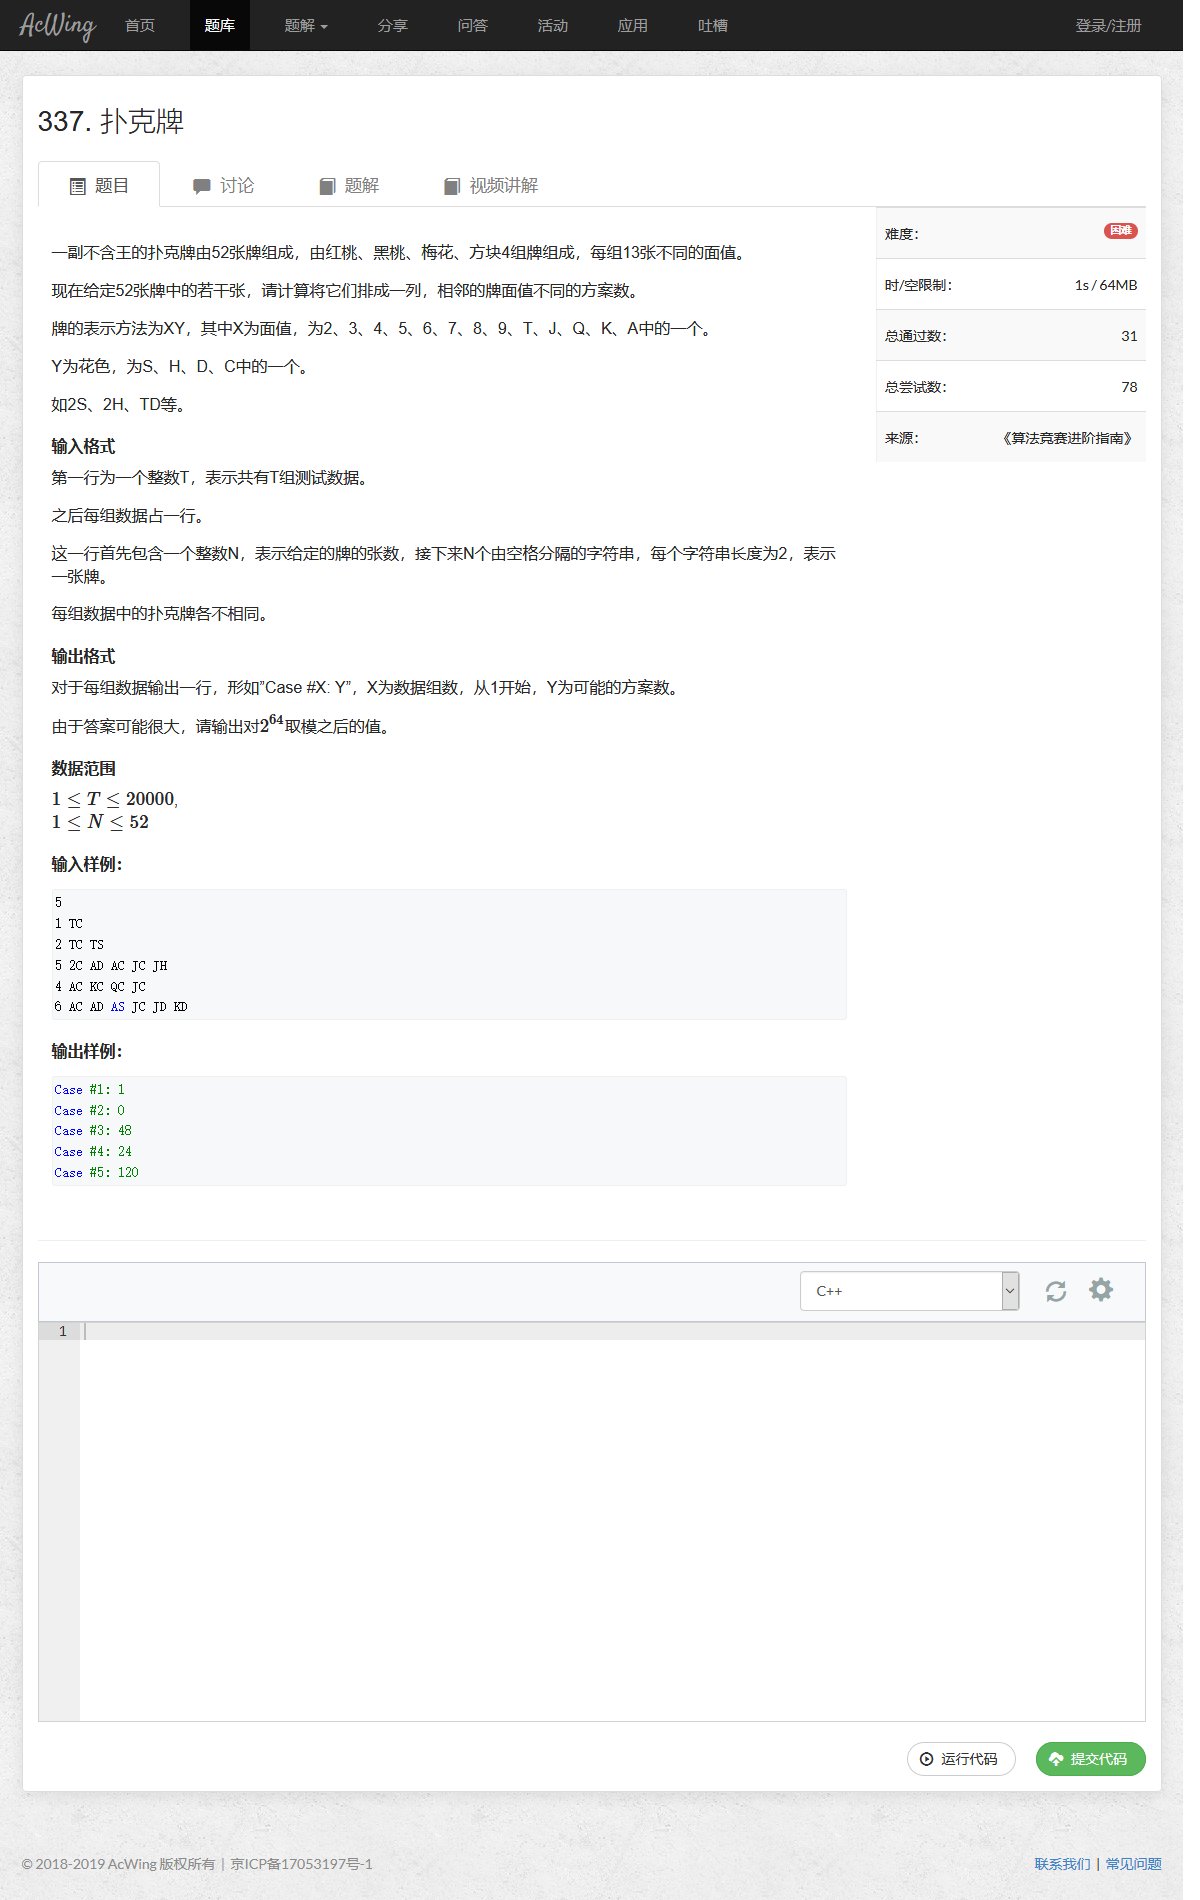 AcWing 首页 题库 题解 分享 问答 活动 应用 吐槽 登录/注册
337. 扑克牌
题目 讨论 题解 视频讲解
一副不含王的扑克牌由52张牌组成，由红桃、黑桃、梅花、方块4组牌组成，每组13张不同的面值。
现在给定52张牌中的若干张，请计算将它们排成一列，相邻的牌面值不同的方案数。
牌的表示方法为XY，其中X为面值，为2、3、4、5、6、7、8、9、T、J、Q、K、A中的一个。
Y为花色，为S、H、D、C中的一个。
如2S、2H、TD等。
难度： 困难
时/空限制： 1s / 64MB
总通过数： 31
总尝试数： 78
来源： 《算法竞赛进阶指南》
输入格式
第一行为一个整数T，表示共有T组测试数据。
之后每组数据占一行。
这一行首先包含一个整数N，表示给定的牌的张数，接下来N个由空格分隔的字符串，每个字符串长度为2，表示
一张牌。
每组数据中的扑克牌各不相同。
输出格式
对于每组数据输出一行，形如”Case #X: Y”，X为数据组数，从1开始，Y为可能的方案数。
由于答案可能很大，请输出对2^64取模之后的值。
数据范围
1 ≤ T ≤ 20000,
1 ≤ N ≤ 52
输入样例：
5
1 TC
2 TC TS
5 2C AD AC JC JH
4 AC KC QC JC
6 AC AD AS JC JD KD
输出样例：
Case #1: 1
Case #2: 0
Case #3: 48
Case #4: 24
Case #5: 120
C++
1
运行代码 提交代码
© 2018-2019 AcWing 版权所有 | 京ICP备17053197号-1
联系我们 | 常见问题